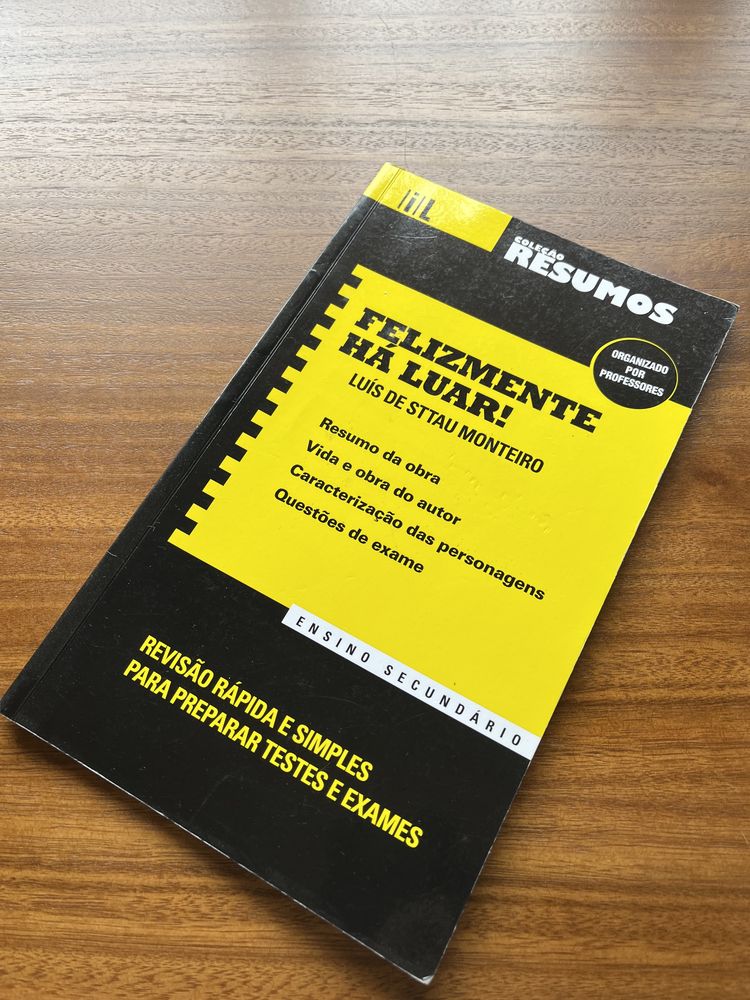 COLEÇÃO
RESUMOS
ORGANIZADO
POR
PROFESSORES
FELIZMENTE
HÁ LUAR!
LUÍS DE STTAU MONTEIRO
Resumo da obra
Vida e obra do autor
Caracterização das personagens
Questões de exame
ENSINO SECUNDÁRIO
REVISÃO RÁPIDA E SIMPLES
PARA PREPARAR TESTES E EXAMES